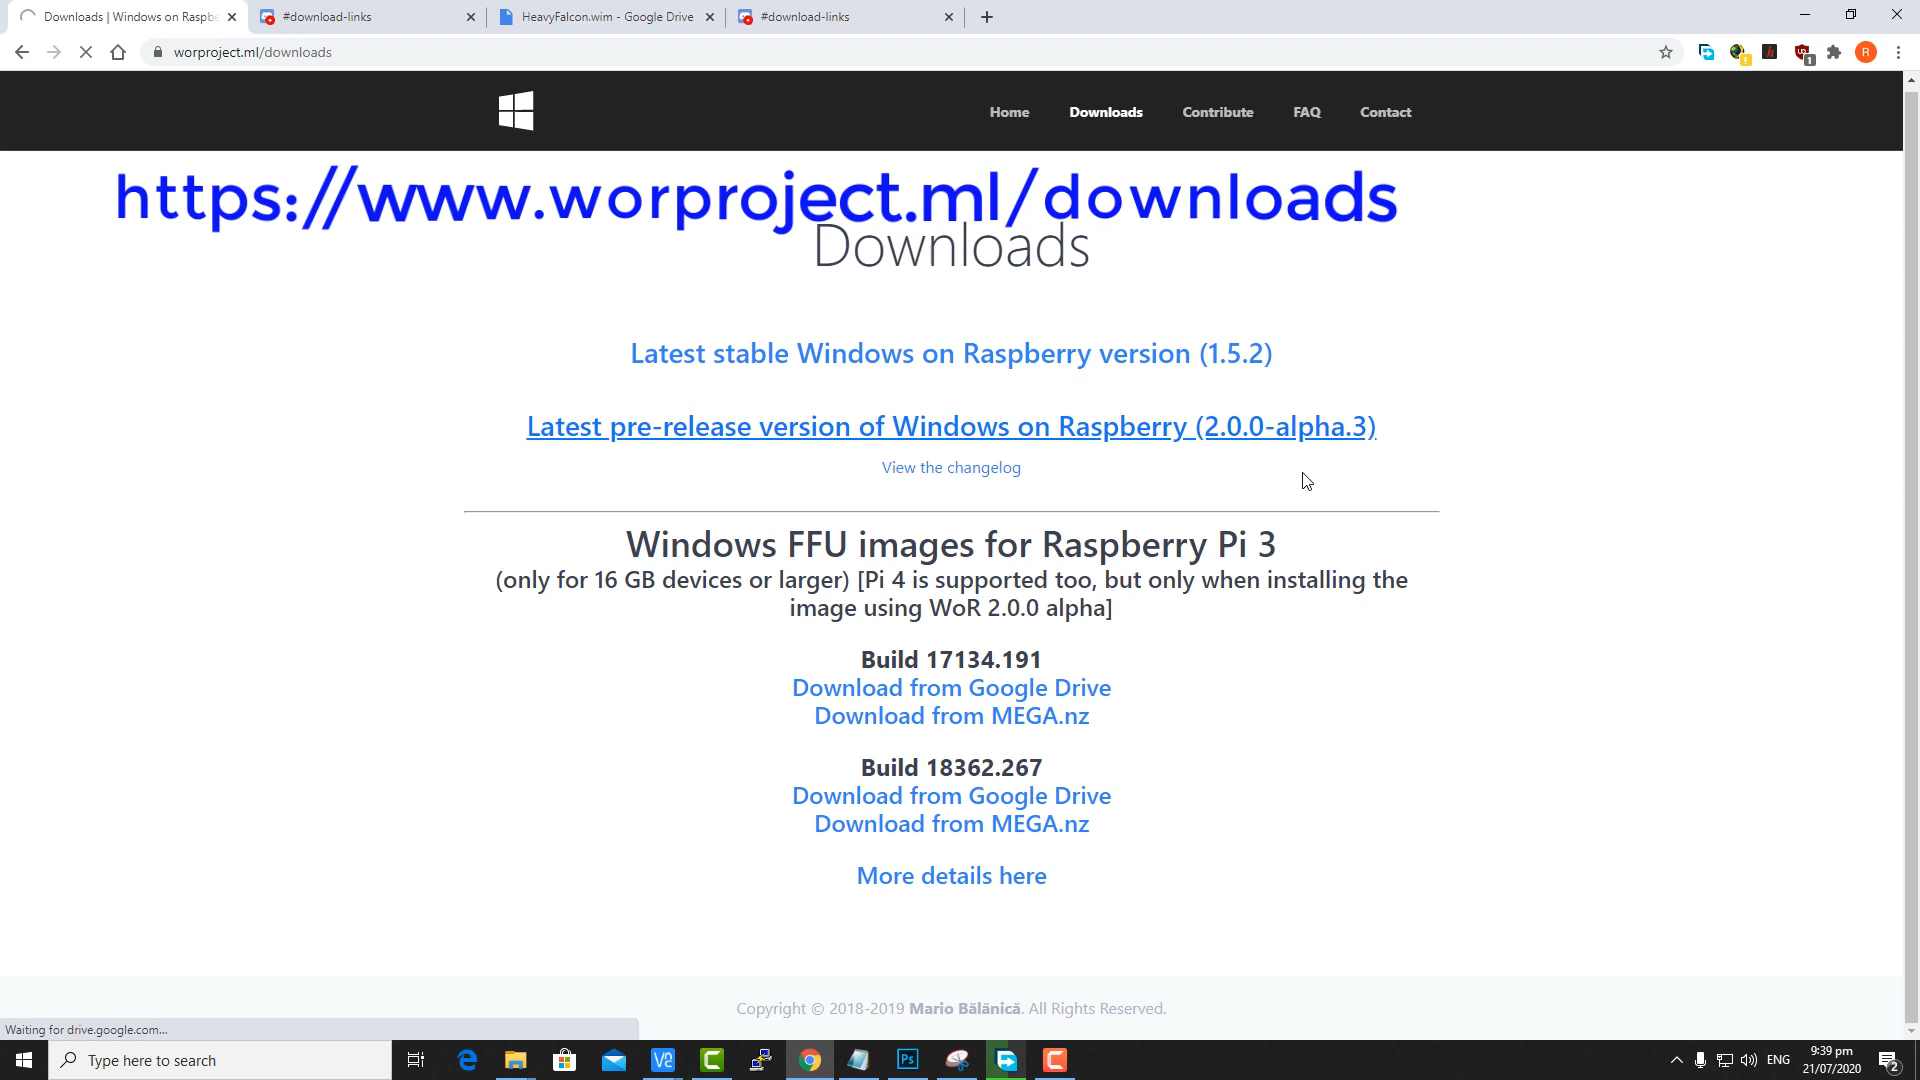 Downloads | Windows on Raspbe
#download-links
HeavyFalcon.wim - Google Drive
#download-links
worproject.ml/downloads
1
R
Home
Downloads
Contribute
FAQ
Contact
https://www.worproject.ml/downloads
Downloads
Latest stable Windows on Raspberry version (1.5.2)
Latest pre-release version of Windows on Raspberry (2.0.0-alpha.3)
View the changelog
Windows FFU images for Raspberry Pi 3
(only for 16 GB devices or larger) [Pi 4 is supported too, but only when installing the
image using WoR 2.0.0 alpha]
Build 17134.191
Download from Google Drive
Download from MEGA.nz
Build 18362.267
Download from Google Drive
Download from MEGA.nz
More details here
Copyright © 2018-2019 Mario Bălănică. All Rights Reserved.
Waiting for drive.google.com...
Type here to search
Ps
ENG
9:39 pm
21/07/2020
2